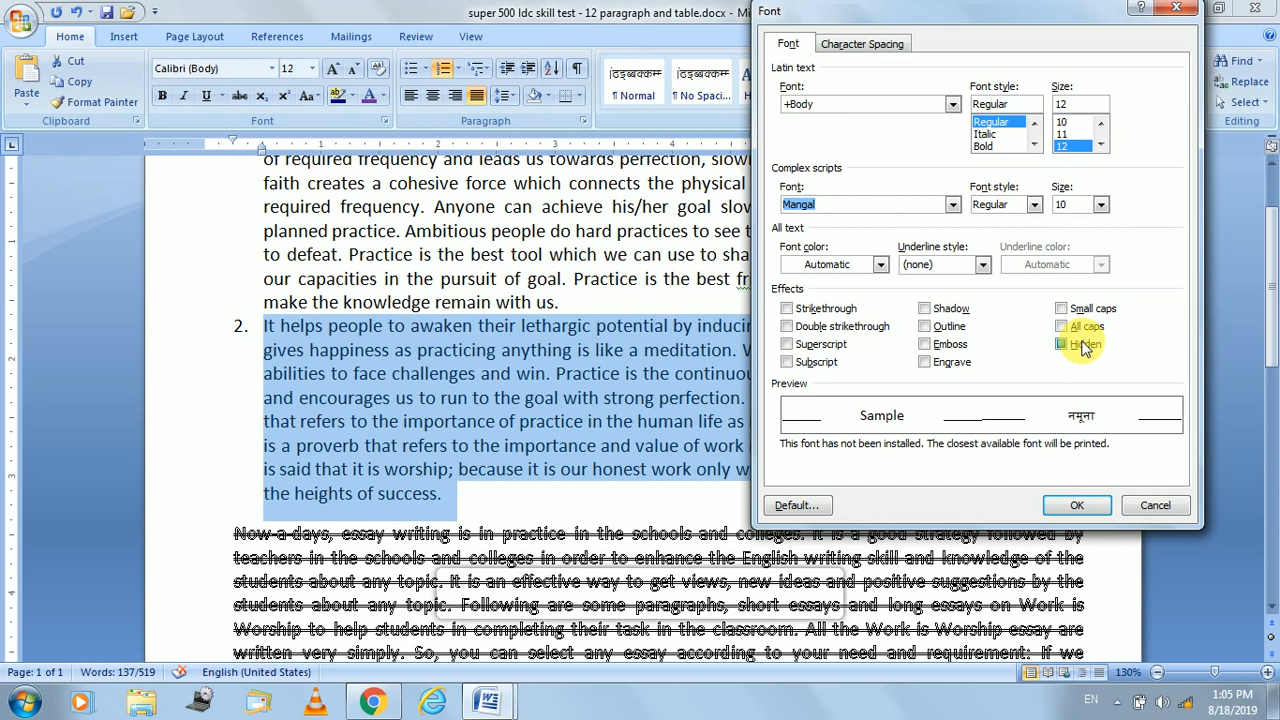 super 500 ldc skill test - 12 paragraph and table.docx - Mi
Font
Home Insert Page Layout References Mailings Review View
Font Character Spacing
Paste
Cut
Copy
Format Painter
Clipboard
Calibri (Body) 12
Font
Paragraph
¶ Normal
¶ No Spaci...
Find
Replace
Select
Editing
Latin text
Font: Font style: Size:
+Body Regular 12
Regular 10
Italic 11
Bold 12
Complex scripts
Font: Font style: Size:
Mangal Regular 10
All text
Font color: Underline style: Underline color:
Automatic (none) Automatic
Effects
Strikethrough Shadow Small caps
Double strikethrough Outline All caps
Superscript Emboss Hidden
Subscript Engrave
Preview
Sample नमूना
This font has not been installed. The closest available font will be printed.
Default... OK Cancel
of required frequency and leads us towards perfection, slow
faith creates a cohesive force which connects the physical
required frequency. Anyone can achieve his/her goal slow
planned practice. Ambitious people do hard practices to see t
to defeat. Practice is the best tool which we can use to sha
our capacities in the pursuit of goal. Practice is the best fr
make the knowledge remain with us.
2. It helps people to awaken their lethargic potential by inducin
gives happiness as practicing anything is like a meditation. W
abilities to face challenges and win. Practice is the continuou
and encourages us to run to the goal with strong perfection.
that refers to the importance of practice in the human life as
is a proverb that refers to the importance and value of work
is said that it is worship; because it is our honest work only w
the heights of success.
Now-a-days, essay writing is in practice in the schools and colleges. It is a good strategy followed by
teachers in the schools and colleges in order to enhance the English writing skill and knowledge of the
students about any topic. It is an effective way to get views, new ideas and positive suggestions by the
students about any topic. Following are some paragraphs, short essays and long essays on Work is
Worship to help students in completing their task in the classroom. All the Work is Worship essay are
written very simply. So, you can select any essay according to your need and requirement: If we
Page: 1 of 1 Words: 137/519 English (United States) 130%
EN 1:05 PM
8/18/2019